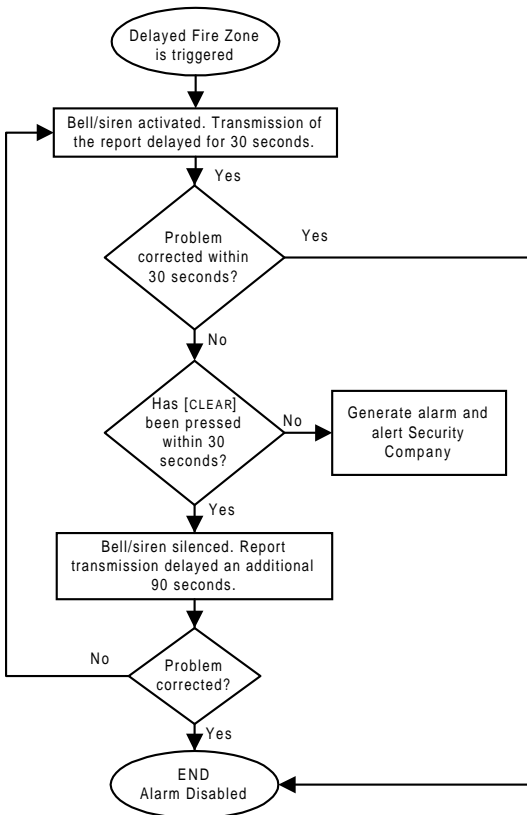 Delayed Fire Zone
is triggered
Bell/siren activated. Transmission of
the report delayed for 30 seconds.
Yes
Problem
corrected within
30 seconds?
Yes
No
Has [CLEAR]
been pressed
within 30
seconds?
No
Generate alarm and
alert Security
Company
Yes
Bell/siren silenced. Report
transmission delayed an additional
90 seconds.
No
Problem
corrected?
Yes
END
Alarm Disabled